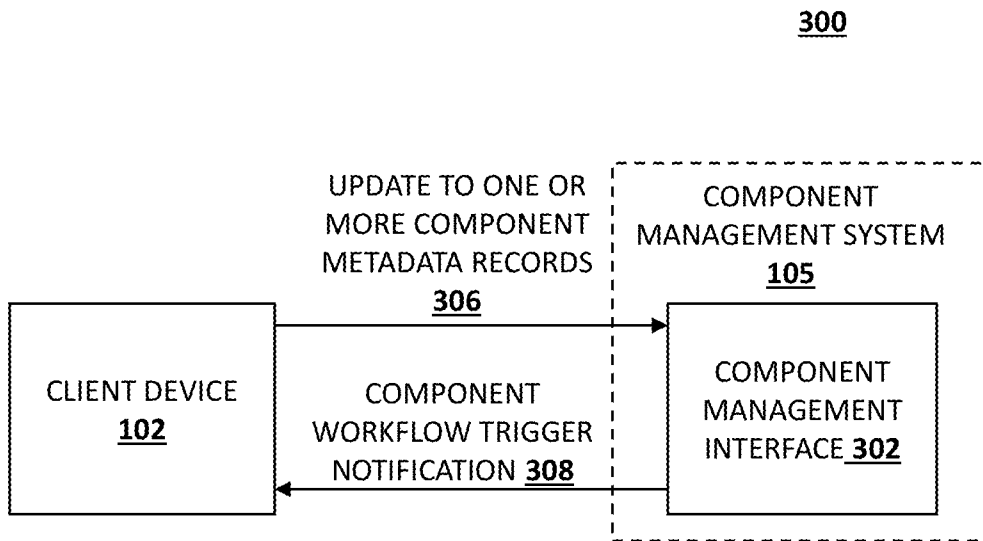 300
UPDATE TO ONE OR
MORE COMPONENT
METADATA RECORDS
306
COMPONENT
MANAGEMENT SYSTEM
105
CLIENT DEVICE
102
COMPONENT
WORKFLOW TRIGGER
NOTIFICATION 308
COMPONENT
MANAGEMENT
INTERFACE 302